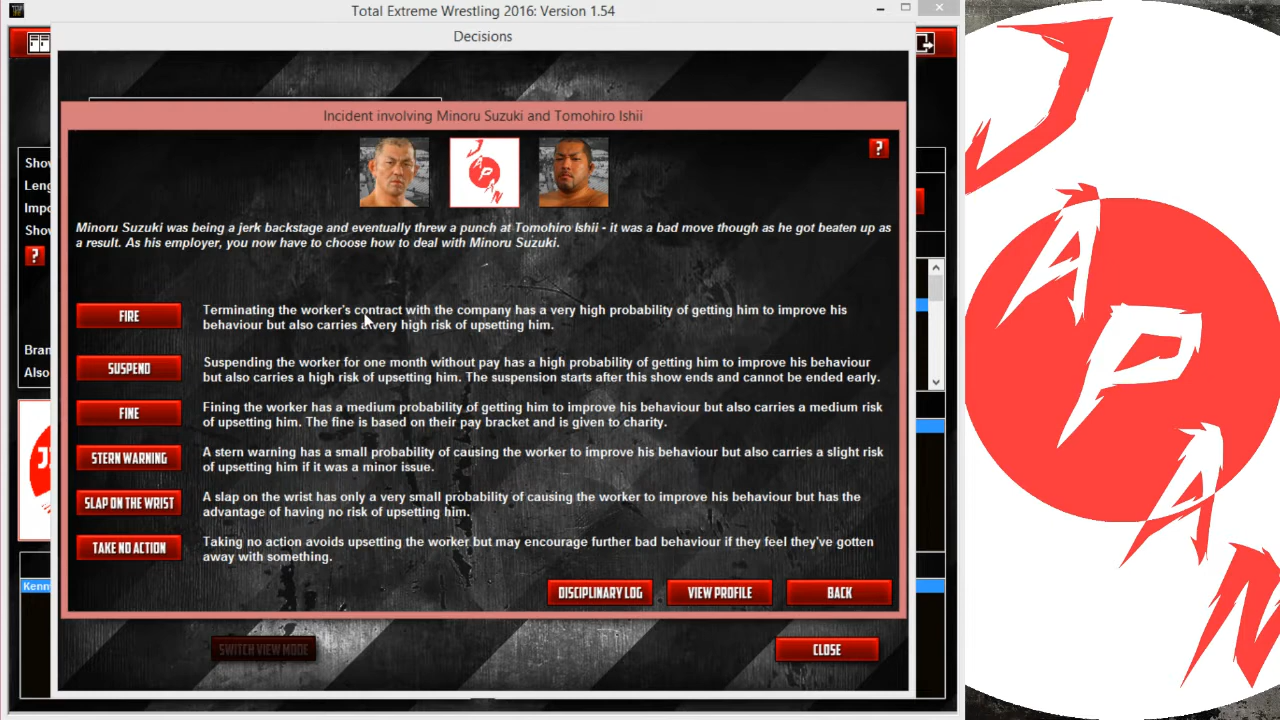 Total Extreme Wrestling 2016: Version 1.54
Decisions
Incident involving Minoru Suzuki and Tomohiro Ishii
?
JAPAN
Minoru Suzuki was being a jerk backstage and eventually threw a punch at Tomohiro Ishii - it was a bad move though as he got beaten up as
a result. As his employer, you now have to choose how to deal with Minoru Suzuki.
FIRE
Terminating the worker's contract with the company has a very high probability of getting him to improve his
behaviour but also carries a very high risk of upsetting him.
SUSPEND
Suspending the worker for one month without pay has a high probability of getting him to improve his behaviour
but also carries a high risk of upsetting him. The suspension starts after this show ends and cannot be ended early.
FINE
Fining the worker has a medium probability of getting him to improve his behaviour but also carries a medium risk
of upsetting him. The fine is based on their pay bracket and is given to charity.
STERN WARNING
A stern warning has a small probability of causing the worker to improve his behaviour but also carries a slight risk
of upsetting him if it was a minor issue.
SLAP ON THE WRIST
A slap on the wrist has only a very small probability of causing the worker to improve his behaviour but has the
advantage of having no risk of upsetting him.
TAKE NO ACTION
Taking no action avoids upsetting the worker but may encourage further bad behaviour if they feel they've gotten
away with something.
DISCIPLINARY LOG
VIEW PROFILE
BACK
SWITCH VIEW MODE
CLOSE
Show
Leng
Impo
Show
?
Bran
Also
Kenn
JAPAN